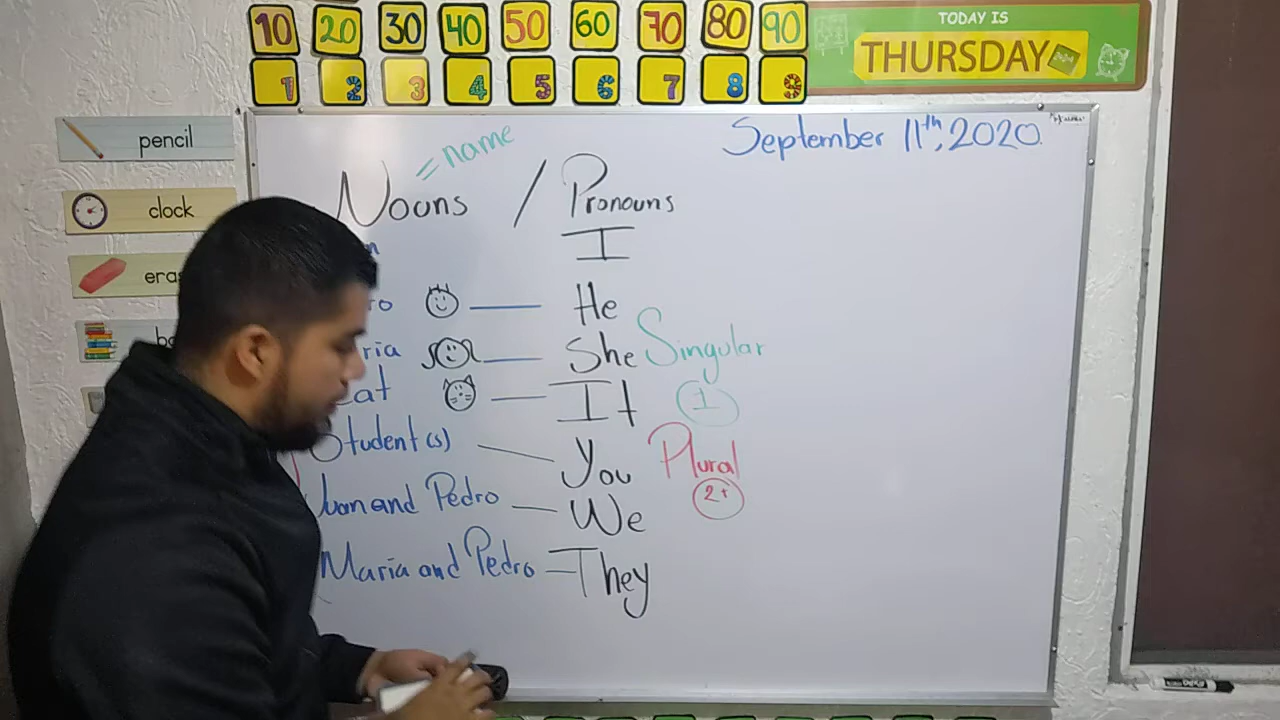 10 20 30 40 50 60 70 80 90
1 2 3 4 5 6 7 8 9
TODAY IS
THURSDAY
pencil
clock
September 11th, 2020.
= name
Nouns / Pronouns
I
He
She Singular
It 1
Student(s) You Plural
2+
Juan and Pedro We
Maria and Pedro They